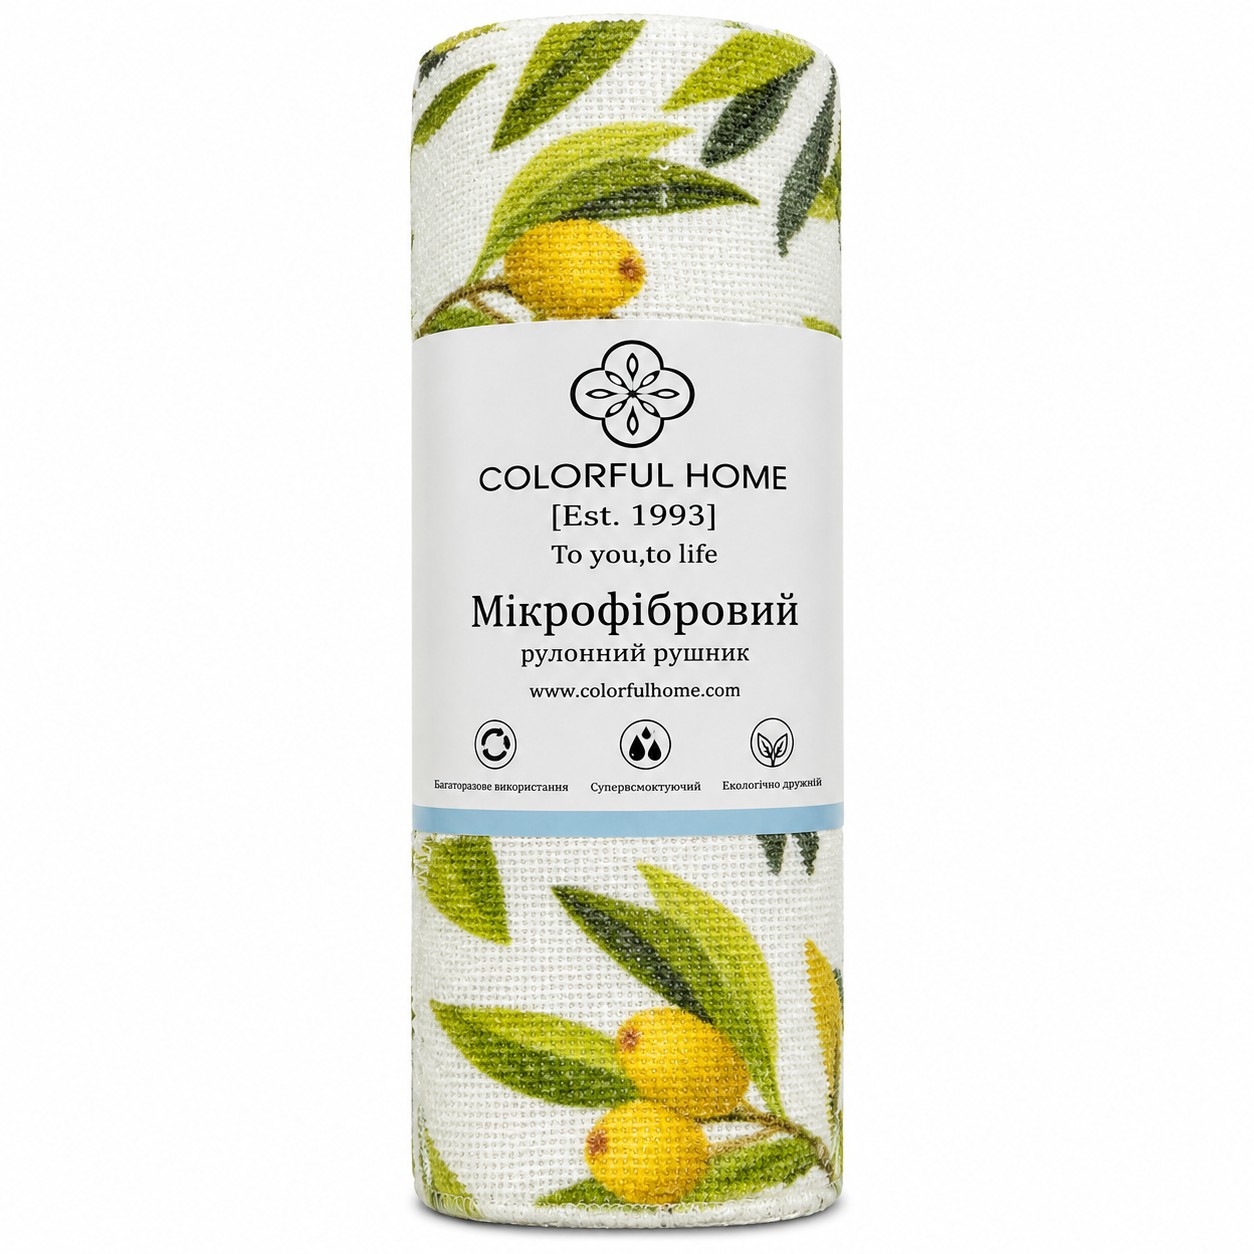 COLORFUL HOME
[Est. 1993]
To you,to life
Мікрофібровий
рулонний рушник
www.colorfulhome.com
Багаторазове використання
Супервсмоктуючий
Екологічно дружній